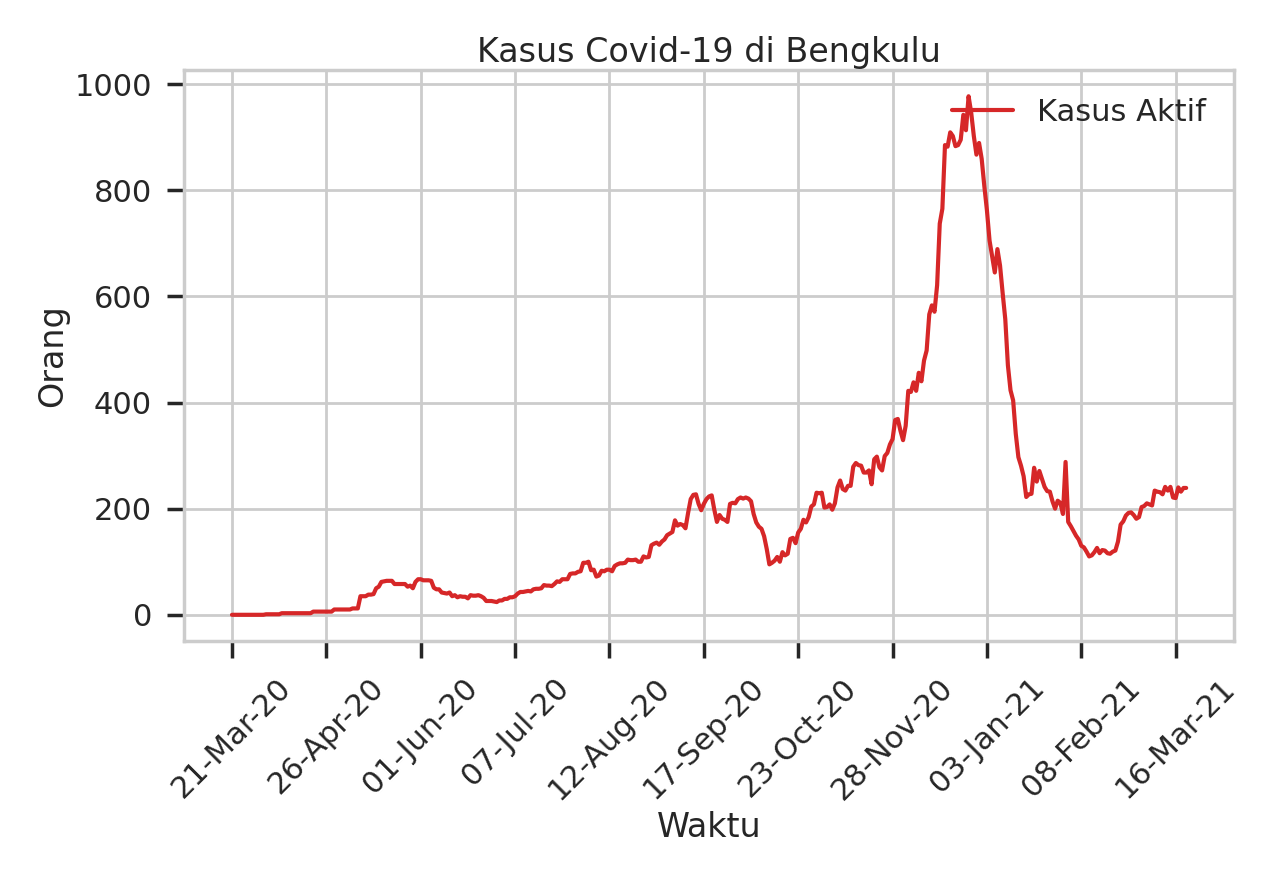 Kasus Covid-19 di Bengkulu
Kasus Aktif
Orang
1000
800
600
400
200
0
21-Mar-20
26-Apr-20
01-Jun-20
07-Jul-20
12-Aug-20
17-Sep-20
23-Oct-20
28-Nov-20
03-Jan-21
08-Feb-21
16-Mar-21
Waktu